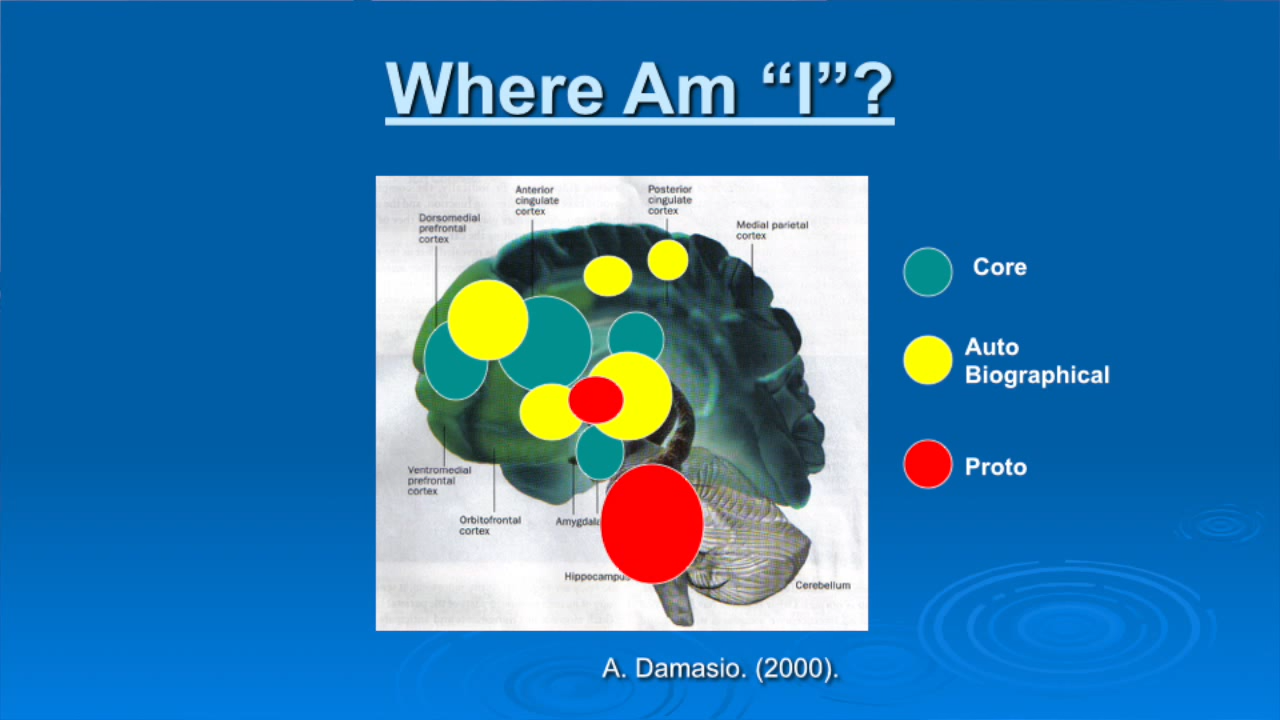 Where Am “I”?
Anterior
cingulate
cortex
Posterior
cingulate
cortex
Dorsomedial
prefrontal
cortex
Medial parietal
cortex
Core
Auto
Biographical
Proto
Ventromedial
prefrontal
cortex
Orbitofrontal
cortex
Amygdala
Hippocampus
Cerebellum
A. Damasio. (2000).